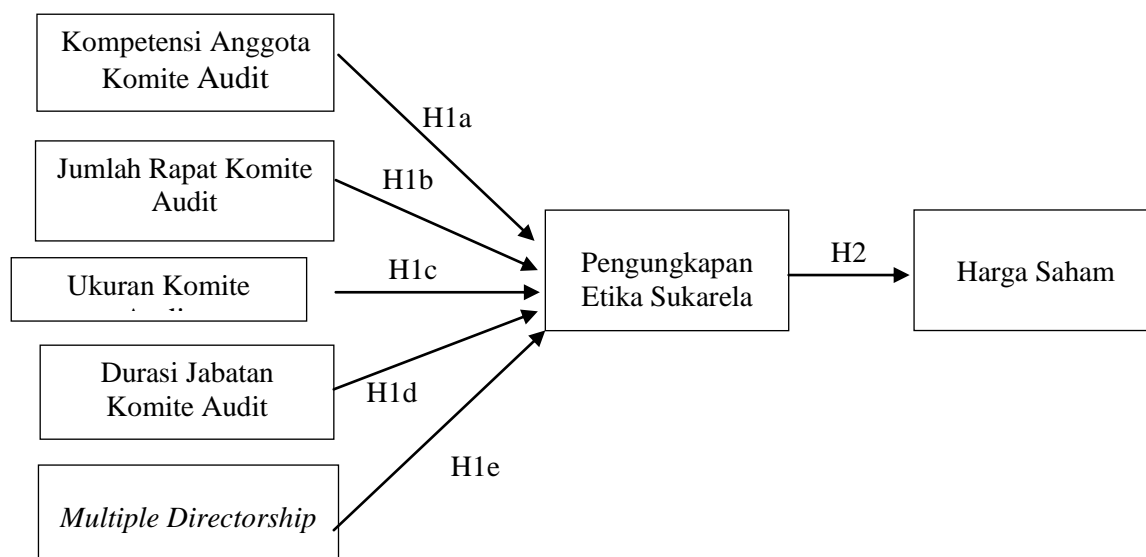 Kompetensi Anggota
Komite Audit
H1a
Jumlah Rapat Komite
Audit
H1b
Ukuran Komite
H1c
Durasi Jabatan
Komite Audit
H1d
Multiple Directorship
H1e
Pengungkapan
Etika Sukarela
H2
Harga Saham